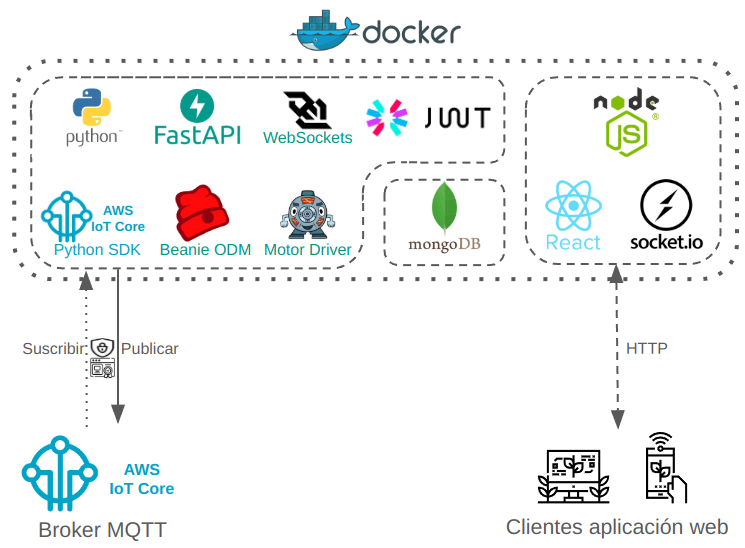 docker
python™
FastAPI
WebSockets
JWT
node
JS®
AWS
IoT Core
Python SDK
Beanie ODM
Motor Driver
mongoDB
React
socket.io
Suscribir
Publicar
HTTP
AWS
IoT Core
Broker MQTT
Clientes aplicación web